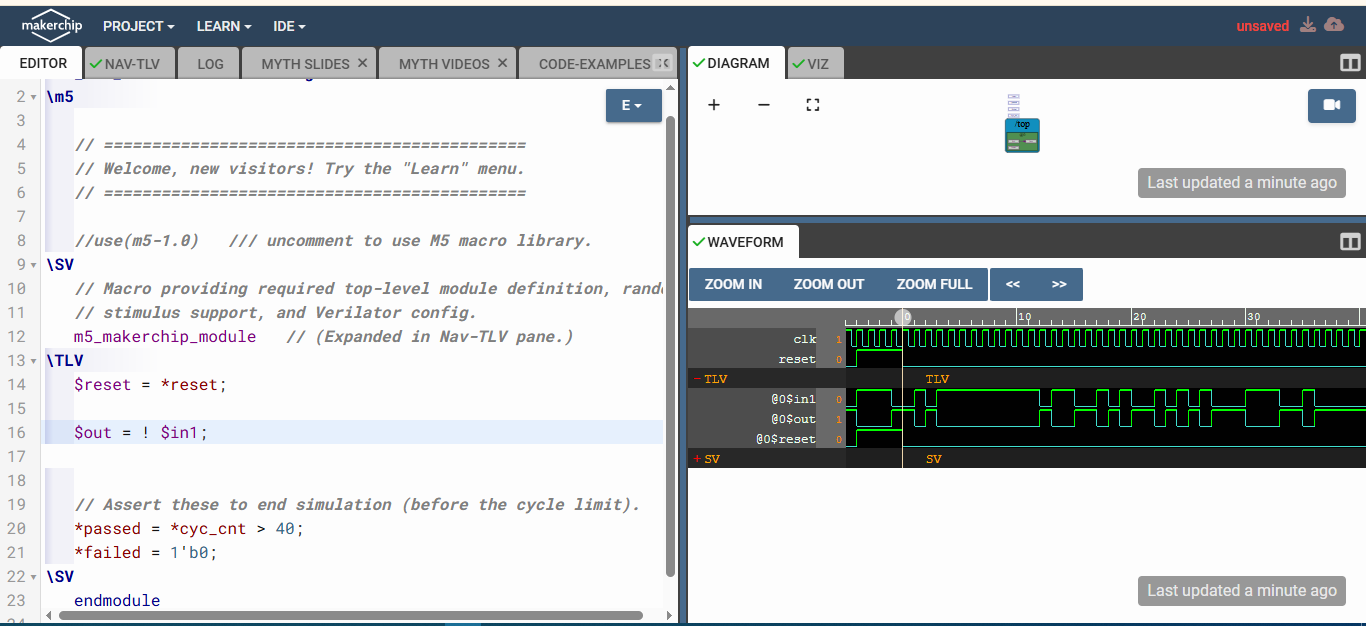 makerchip PROJECT LEARN IDE unsaved
EDITOR NAV-TLV LOG MYTH SLIDES MYTH VIDEOS CODE-EXAMPLES
2 \m5
E
3
4 // ============================================
5 // Welcome, new visitors! Try the "Learn" menu.
6 // ============================================
7
8 //use(m5-1.0) /// uncomment to use M5 macro library.
9 \SV
10 // Macro providing required top-level module definition, rand
11 // stimulus support, and Verilator config.
12 m5_makerchip_module // (Expanded in Nav-TLV pane.)
13 \TLV
14 $reset = *reset;
15
16 $out = ! $in1;
17
18
19 // Assert these to end simulation (before the cycle limit).
20 *passed = *cyc_cnt > 40;
21 *failed = 1'b0;
22 \SV
23 endmodule
DIAGRAM VIZ
/top
Last updated a minute ago
WAVEFORM
ZOOM IN ZOOM OUT ZOOM FULL << >>
0 10 20 30
clk 1
reset 0
- TLV TLV
@0$in1 0
@0$out 1
@0$reset 0
+ SV SV
Last updated a minute ago